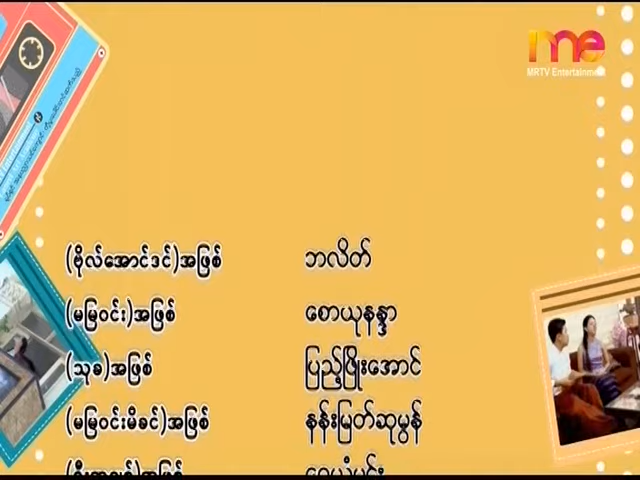 me
MRTV Entertainment
(ဗိုလ်အောင်ဒင်)အဖြစ် ဘလိတ်
(မမြဝင်း)အဖြစ် စောယုနန္ဒာ
(သုခ)အဖြစ် ပြည့်ဖြိုးအောင်
(မမြဝင်းမိခင်)အဖြစ် နန်းမြတ်ဆုမွန်